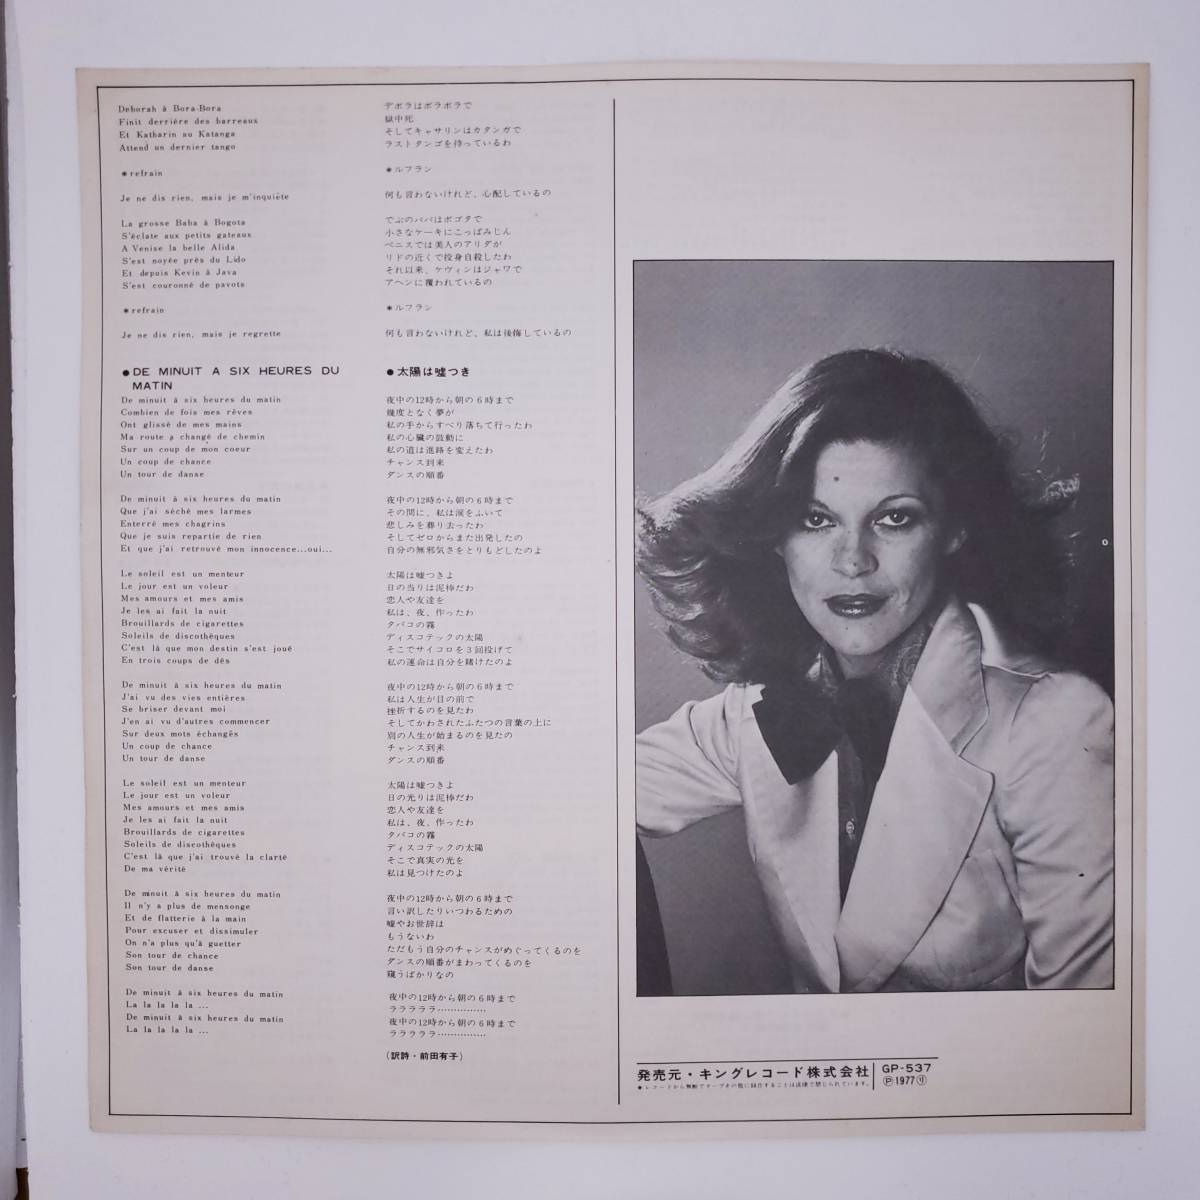 Deborah à Bora-Bora
Finit derrière des barreaux
Et Katharin au Katanga
Attend un dernier tango
*refrain
Je ne dis rien, mais je m'inquiète
La grosse Baba à Bogota
S'éclate aux petits gateaux
A Venise la belle Alida
S'est noyée près du Lido
Et depuis Kevin à Java
S'est couronné de pavots
*refrain
Je ne dis rien, mais je regrette
●DE MINUIT A SIX HEURES DU
MATIN
De minuit à six heures du matin
Combien de fois mes rêves
Ont glissé de mes mains
Ma route a changé de chemin
Sur un coup de mon coeur
Un coup de chance
Un tour de danse
De minuit à six heures du matin
Que j'ai séché mes larmes
Enterré mes chagrins
Que je suis repartie de rien
Et que j'ai retrouvé mon innocence...oui...
Le soleil est un menteur
Le jour est un voleur
Mes amours et mes amis
Je les ai fait la nuit
Brouillards de cigarettes
Soleils de discothèques
C'est là que mon destin s'est joué
En trois coups de dés
De minuit à six heures du matin
J'ai vu des vies entières
Se briser devant moi
J'en ai vu d'autres commencer
Sur deux mots échangés
Un coup de chance
Un tour de danse
Le soleil est un menteur
Le jour est un voleur
Mes amours et mes amis
Je les ai fait la nuit
Brouillards de cigarettes
Soleils de discothèques
C'est là que j'ai trouvé la clarté
De ma vérité
De minuit à six heures du matin
Il n'y a plus de mensonge
Et de flatterie à la main
Pour excuser et dissimuler
On n'a plus qu'à guetter
Son tour de chance
Son tour de danse
De minuit à six heures du matin
La la la la la ...
De minuit à six heures du matin
La la la la la ...
デボラはボラボラで
獄中死
そしてキャサリンはカタンガで
ラストタンゴを待っているわ
*ルフラン
何も言わないけれど、心配しているの
でぶのババはボゴタで
小さなケーキにこっぱみじん
ベニスでは美人のアリダが
リドの近くで投身自殺したわ
それ以来、ケヴィンはジャワで
アヘンに覆われているの
*ルフラン
何も言わないけれど、私は後悔しているの
●太陽は嘘つき
夜中の12時から朝の6時まで
幾度となく夢が
私の手からすべり落ちて行ったわ
私の心臓の鼓動に
私の道は進路を変えたわ
チャンス到来
ダンスの順番
夜中の12時から朝の6時まで
その間に、私は涙をふいて
悲しみを葬り去ったわ
そしてゼロからまた出発したの
自分の無邪気さをとりもどしたのよ
太陽は嘘つきよ
日の当りは泥棒だわ
恋人や友達を
私は、夜、作ったわ
タバコの霧
ディスコテックの太陽
そこでサイコロを3回投げて
私の運命は自分を賭けたのよ
夜中の12時から朝の6時まで
私は人生が目の前で
挫折するのを見たわ
そしてかわされたふたつの言葉の上に
別の人生が始まるのを見たの
チャンス到来
ダンスの順番
太陽は嘘つきよ
日の光りは泥棒だわ
恋人や友達を
私は、夜、作ったわ
タバコの霧
ディスコテックの太陽
そこで真実の光を
私は見つけたのよ
夜中の12時から朝の6時まで
言い訳したりいつわるための
嘘やお世辞は
もうないわ
ただもう自分のチャンスがめぐってくるのを
ダンスの順番がまわってくるのを
窺うばかりなの
夜中の12時から朝の6時まで
ラララララ……………
夜中の12時から朝の6時まで
ラララララ……………
(訳詩・前田有子)
発売元・キングレコード株式会社
●レコードから無断でテープその他に録音することは法律で禁じられています。
GP-537
Ⓟ1977㋷